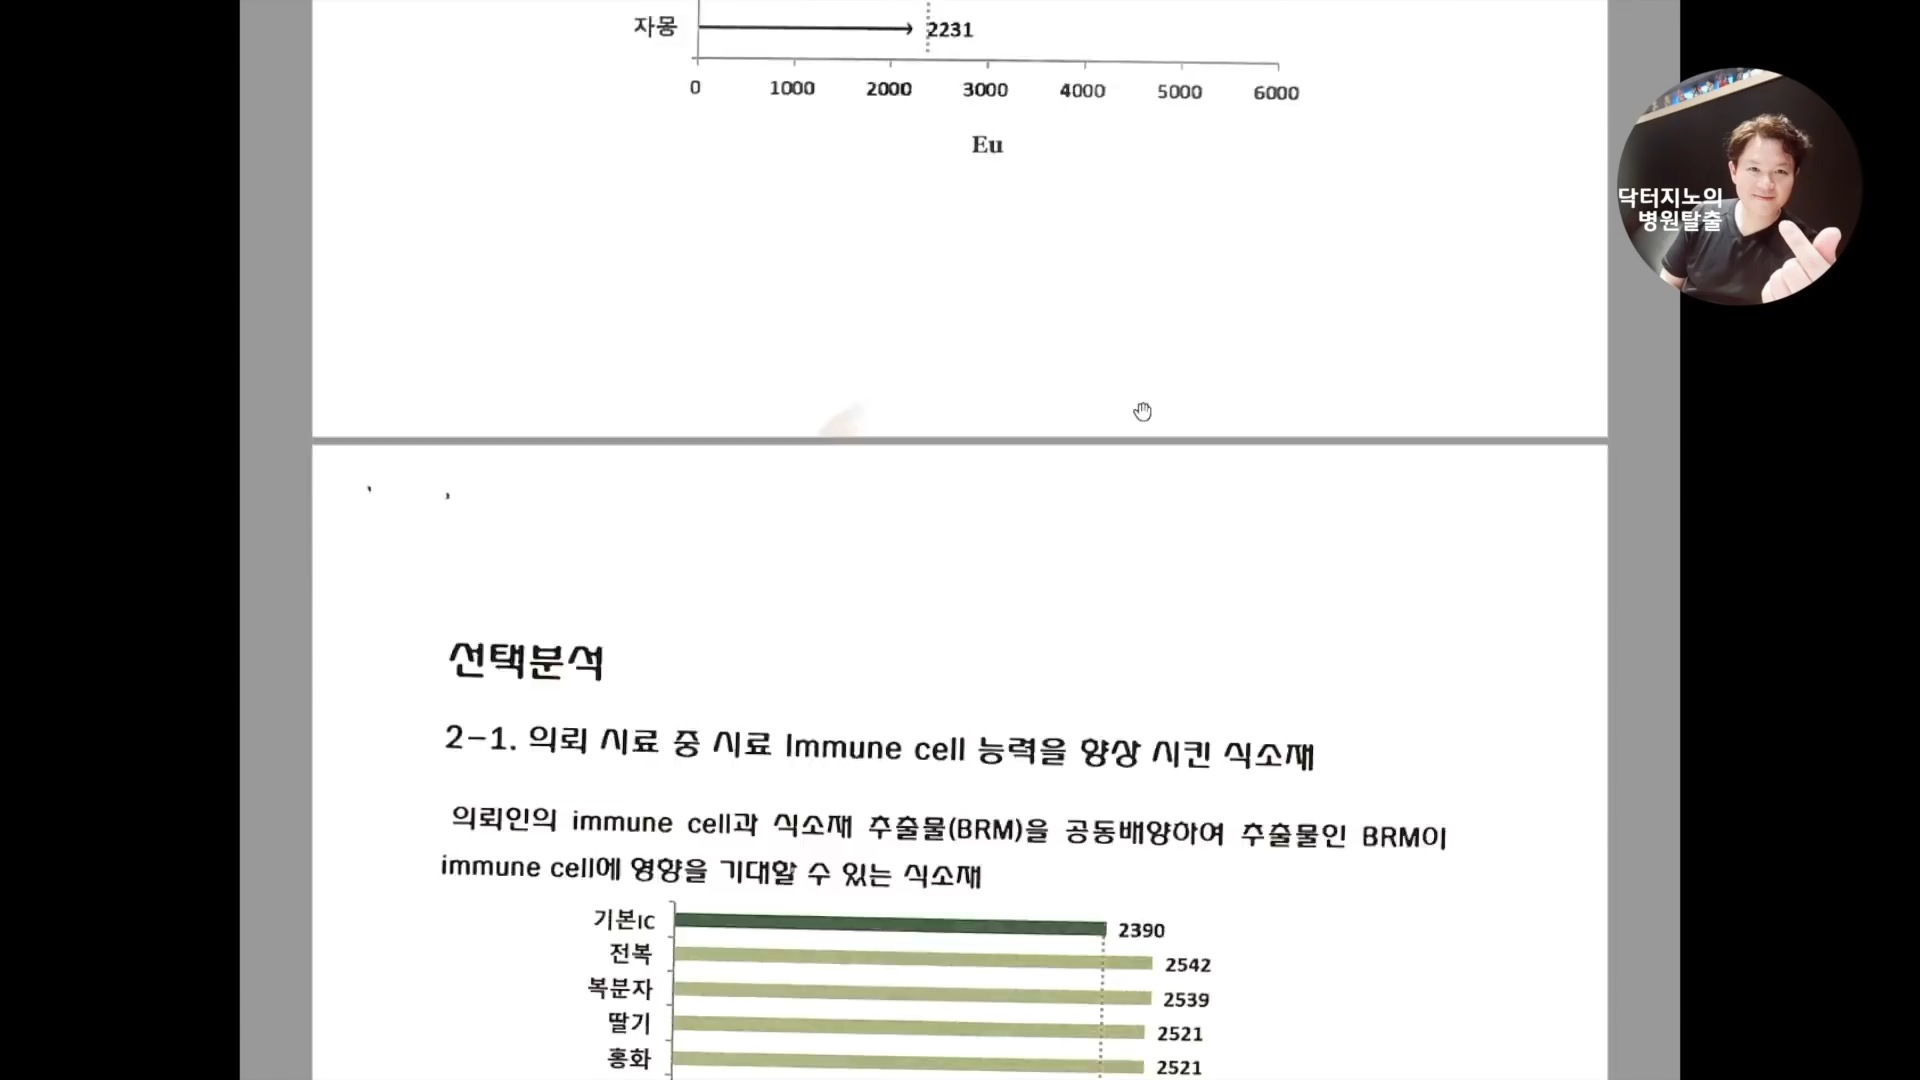 자몽 2231
0 1000 2000 3000 4000 5000 6000
Eu
닥터지노의
병원탈출
선택분석
2-1. 의뢰 시료 중 시료 Immune cell 능력을 향상 시킨 식소재
의뢰인의 immune cell과 식소재 추출물(BRM)을 공동배양하여 추출물인 BRM이
immune cell에 영향을 기대할 수 있는 식소재
기본IC 2390
전복 2542
복분자 2539
딸기 2521
홍화 2521